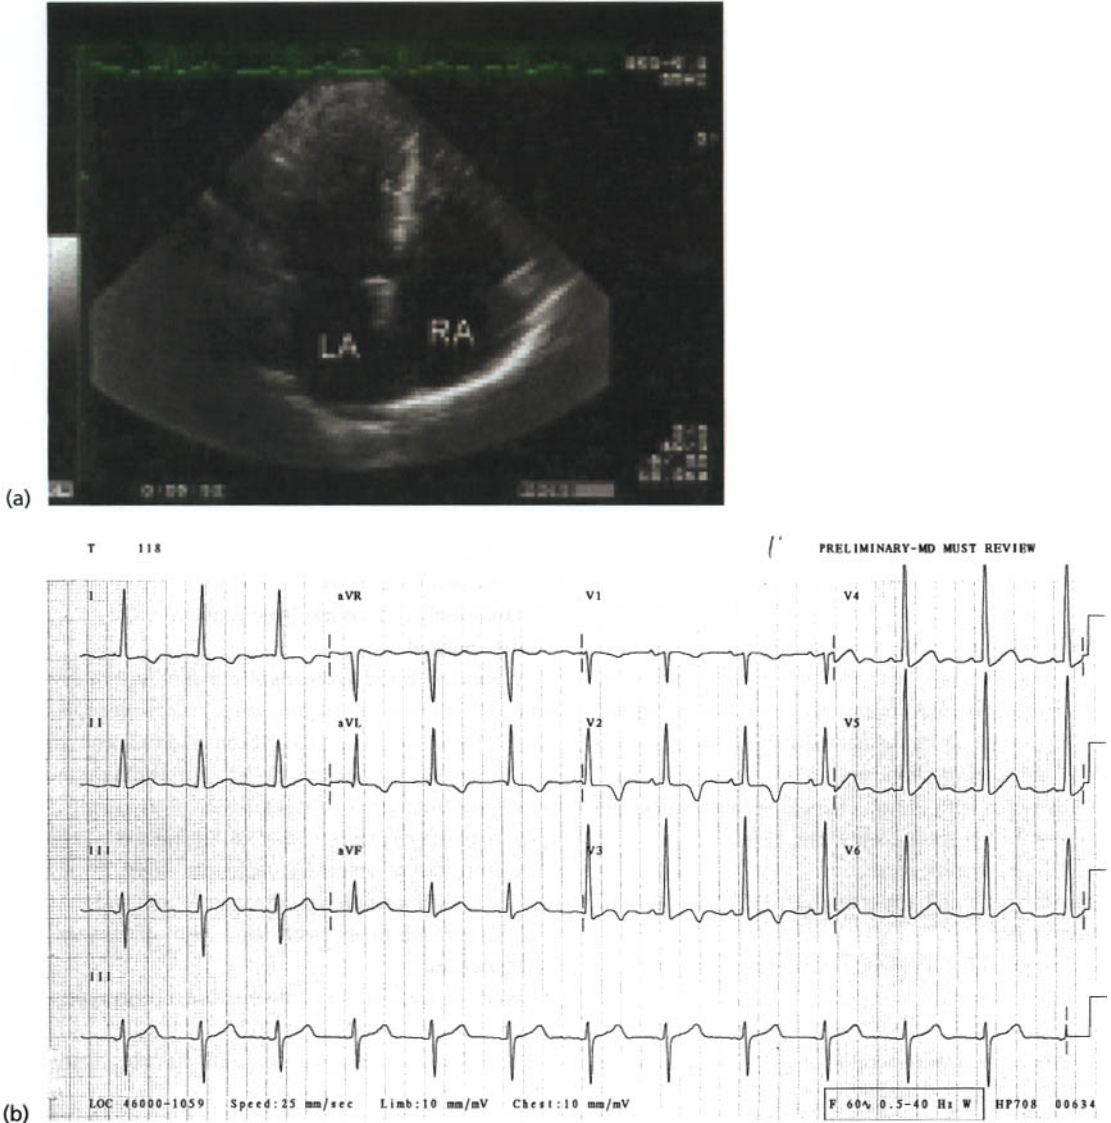 LA RA
(a)
T 118 PRELIMINARY-MD MUST REVIEW
I aVR V1 V4
II aVL V2 V5
III aVF V3 V6
III
LOC 46000-1059 Speed:25 mm/sec Limb:10 mm/mV Chest:10 mm/mV F 60∿ 0.5-40 Hz W HP708 00634
(b)